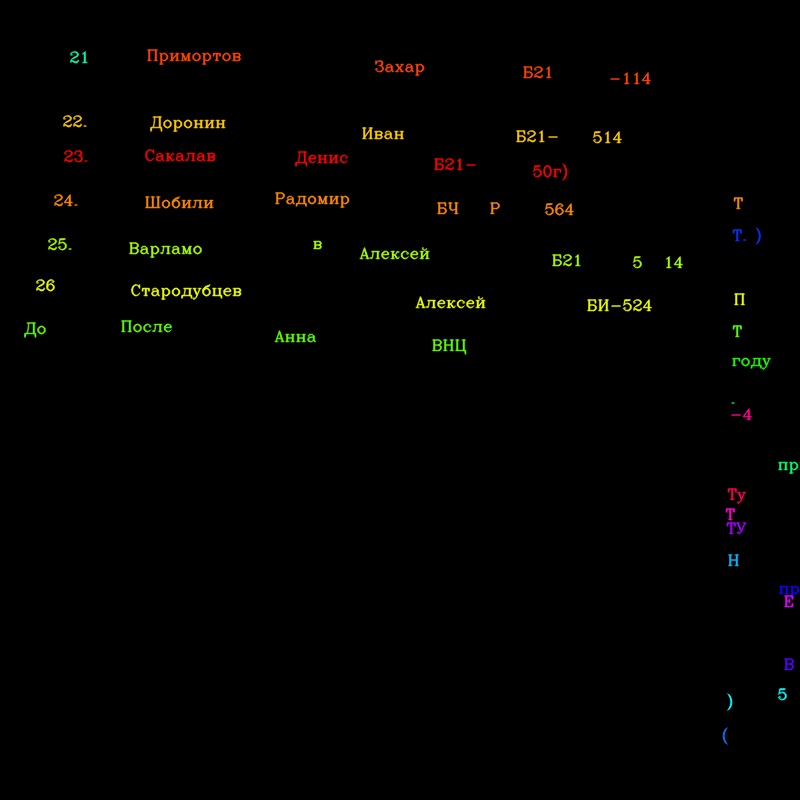 21 Примортов Захар Б21 -114
22. Доронин Иван Б21- 514
23. Сакалав Денис Б21- 50г)
24. Шобили Радомир БЧ Р 564 Т
Т. )
25. Варламо в Алексей Б21 5 14
26 Стародубцев Алексей БИ-524 П
До После Анна ВНЦ Т
году
-
-4
пр
Ту
Т
ТУ
Н
пр
Е
В
5
)
(